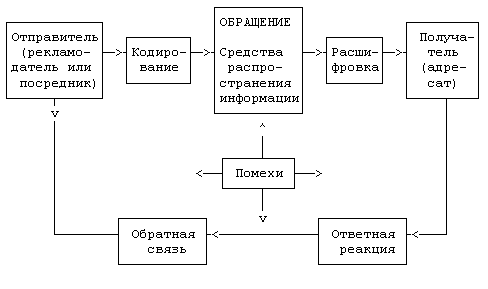 Отправитель
(рекламо-
датель или
посредник)
Кодиро-
вание
ОБРАЩЕНИЕ
Средства
распро-
странения
информации
Расши-
фровка
Получа-
тель
(адре-
сат)
Помехи
Обратная
связь
Ответная
реакция